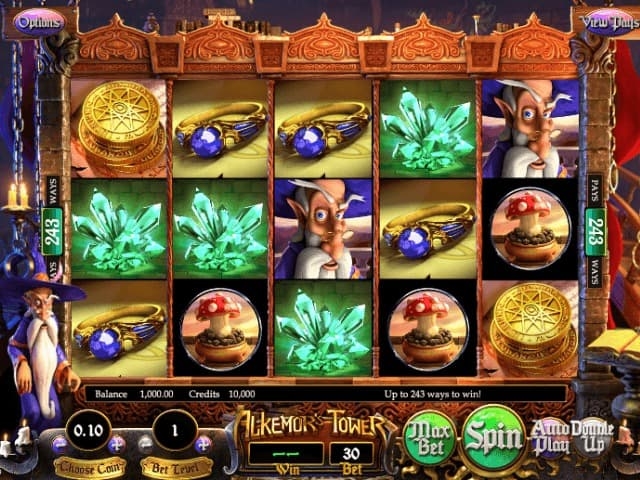 Options
View Pays
WAYS
243
WAYS
PAYS
243
WAYS
Balance 1,000.00 Credits 10,000 Up to 243 ways to win!
0.10
Choose Coin
1
Bet Level
Alkemor's Tower
Win
30
Bet
Max Bet
Spin
Auto Play
Double Up